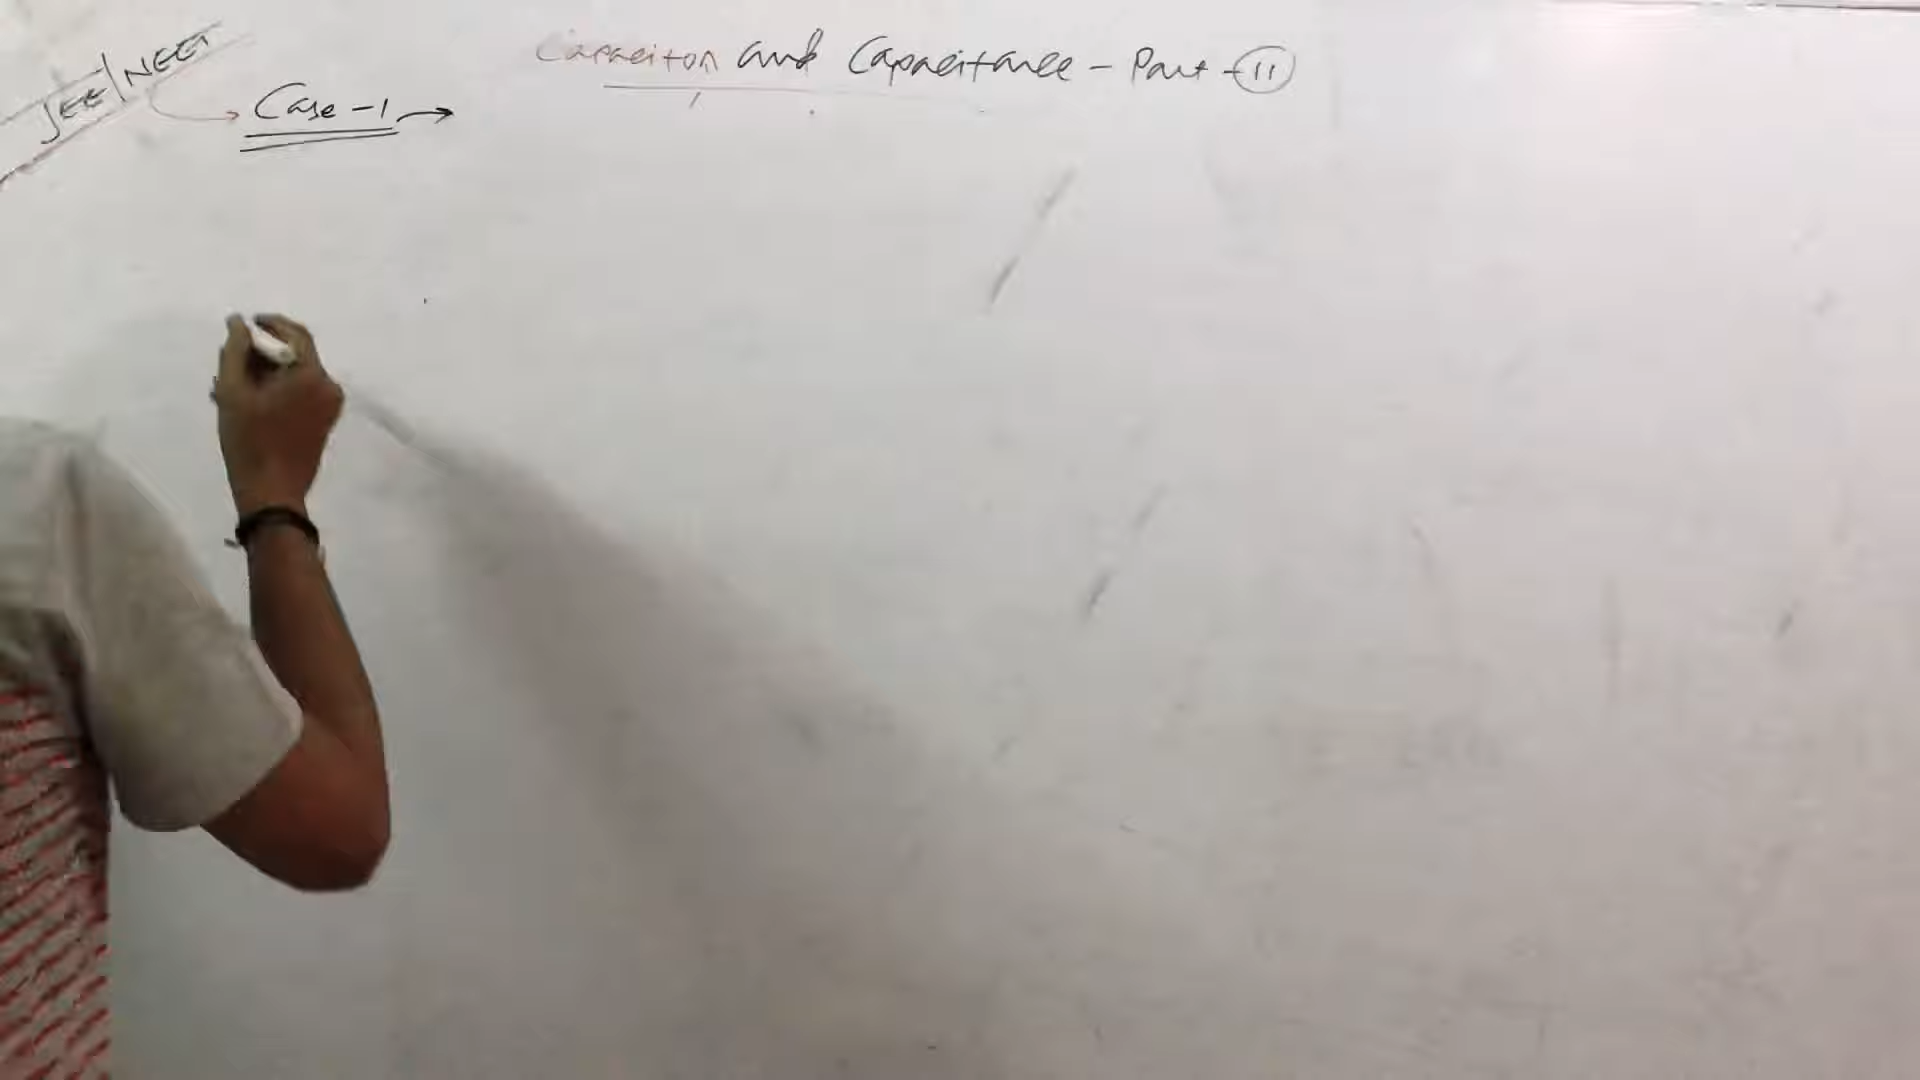 Capacitor and Capacitance - Part - 11
JEE/NEET
Case-1 →